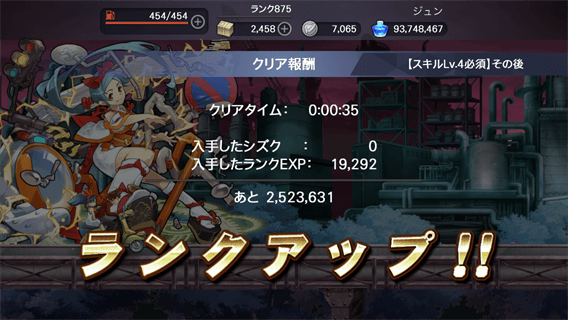 454/454
ランク875
2,458
7,065
ジュン
93,748,467
クリア報酬
【スキルLv.4必須】その後
クリアタイム: 0:00:35
入手したシズク : 0
入手したランクEXP: 19,292
あと 2,523,631
ランクアップ!!